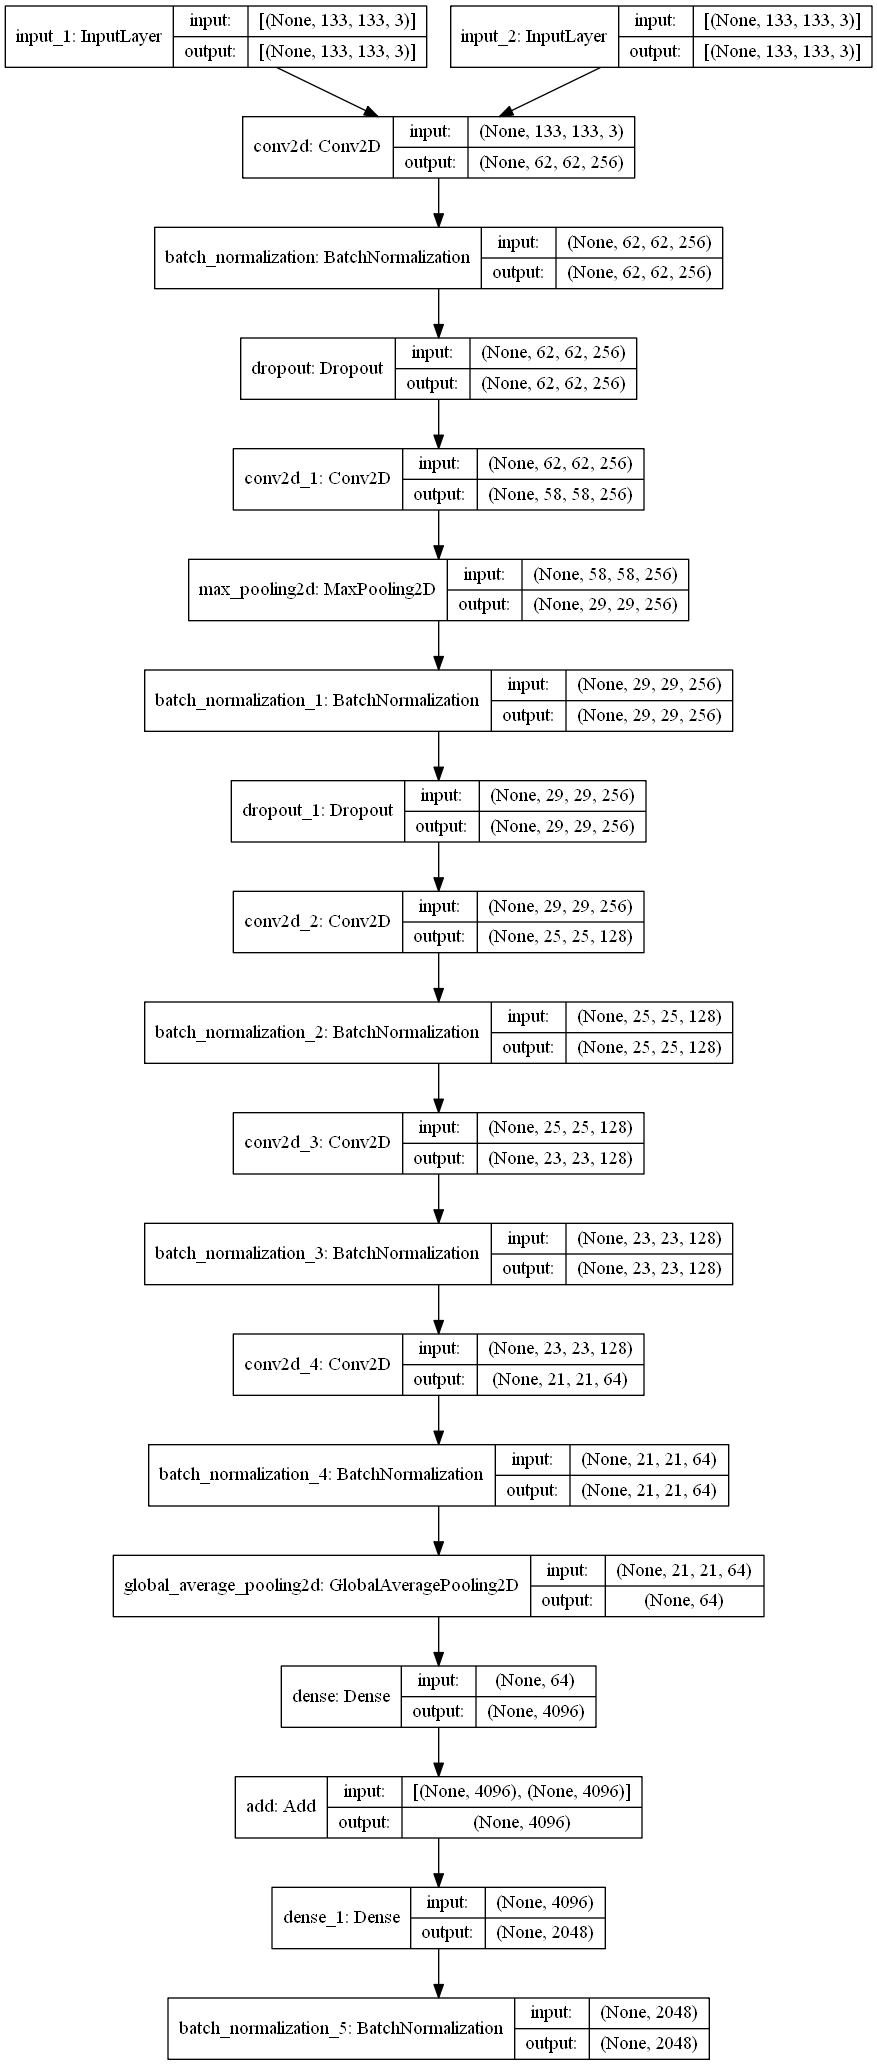 input_1: InputLayer
input:
[(None, 133, 133, 3)]
output:
[(None, 133, 133, 3)]
input_2: InputLayer
input:
[(None, 133, 133, 3)]
output:
[(None, 133, 133, 3)]
conv2d: Conv2D
input:
(None, 133, 133, 3)
output:
(None, 62, 62, 256)
batch_normalization: BatchNormalization
input:
(None, 62, 62, 256)
output:
(None, 62, 62, 256)
dropout: Dropout
input:
(None, 62, 62, 256)
output:
(None, 62, 62, 256)
conv2d_1: Conv2D
input:
(None, 62, 62, 256)
output:
(None, 58, 58, 256)
max_pooling2d: MaxPooling2D
input:
(None, 58, 58, 256)
output:
(None, 29, 29, 256)
batch_normalization_1: BatchNormalization
input:
(None, 29, 29, 256)
output:
(None, 29, 29, 256)
dropout_1: Dropout
input:
(None, 29, 29, 256)
output:
(None, 29, 29, 256)
conv2d_2: Conv2D
input:
(None, 29, 29, 256)
output:
(None, 25, 25, 128)
batch_normalization_2: BatchNormalization
input:
(None, 25, 25, 128)
output:
(None, 25, 25, 128)
conv2d_3: Conv2D
input:
(None, 25, 25, 128)
output:
(None, 23, 23, 128)
batch_normalization_3: BatchNormalization
input:
(None, 23, 23, 128)
output:
(None, 23, 23, 128)
conv2d_4: Conv2D
input:
(None, 23, 23, 128)
output:
(None, 21, 21, 64)
batch_normalization_4: BatchNormalization
input:
(None, 21, 21, 64)
output:
(None, 21, 21, 64)
global_average_pooling2d: GlobalAveragePooling2D
input:
(None, 21, 21, 64)
output:
(None, 64)
dense: Dense
input:
(None, 64)
output:
(None, 4096)
add: Add
input:
[(None, 4096), (None, 4096)]
output:
(None, 4096)
dense_1: Dense
input:
(None, 4096)
output:
(None, 2048)
batch_normalization_5: BatchNormalization
input:
(None, 2048)
output:
(None, 2048)